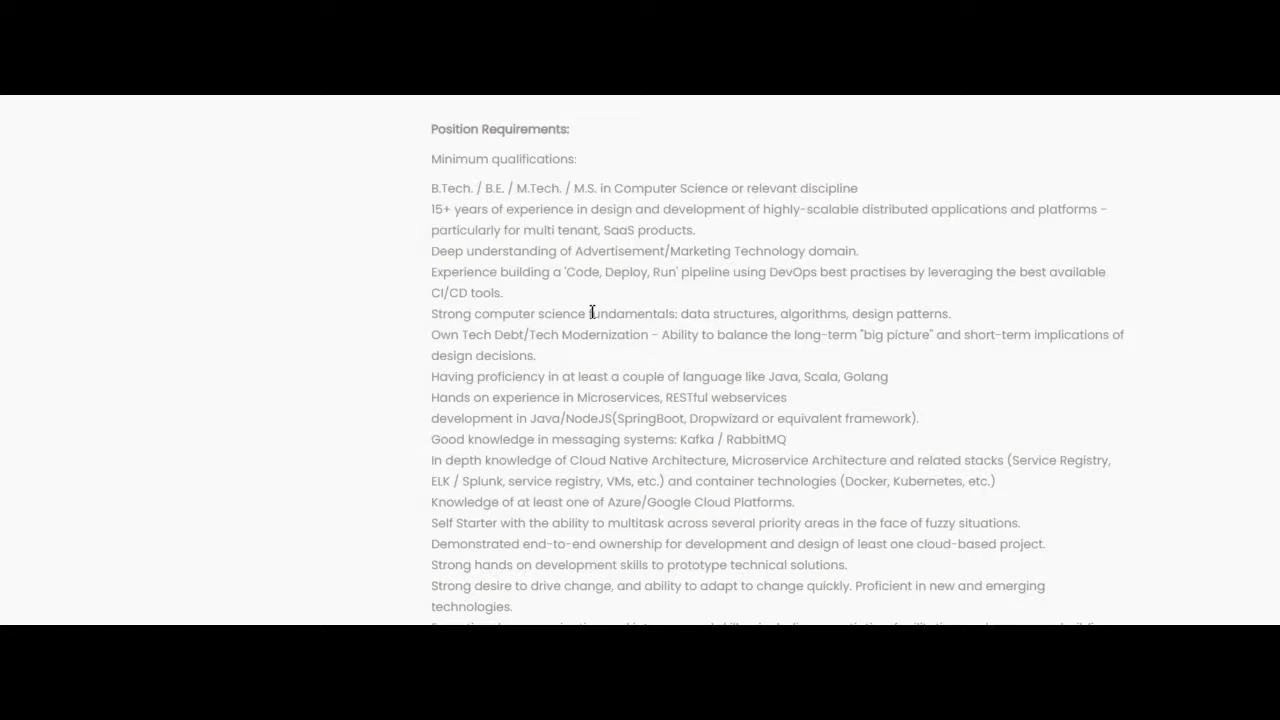 Position Requirements:
Minimum qualifications:
B.Tech. / B.E. / M.Tech. / M.S. in Computer Science or relevant discipline
15+ years of experience in design and development of highly-scalable distributed applications and platforms -
particularly for multi tenant, SaaS products.
Deep understanding of Advertisement/Marketing Technology domain.
Experience building a 'Code, Deploy, Run' pipeline using DevOps best practises by leveraging the best available
CI/CD tools.
Strong computer science fundamentals: data structures, algorithms, design patterns.
Own Tech Debt/Tech Modernization - Ability to balance the long-term "big picture" and short-term implications of
design decisions.
Having proficiency in at least a couple of language like Java, Scala, Golang
Hands on experience in Microservices, RESTful webservices
development in Java/NodeJS(SpringBoot, Dropwizard or equivalent framework).
Good knowledge in messaging systems: Kafka / RabbitMQ
In depth knowledge of Cloud Native Architecture, Microservice Architecture and related stacks (Service Registry,
ELK / Splunk, service registry, VMs, etc.) and container technologies (Docker, Kubernetes, etc.)
Knowledge of at least one of Azure/Google Cloud Platforms.
Self Starter with the ability to multitask across several priority areas in the face of fuzzy situations.
Demonstrated end-to-end ownership for development and design of least one cloud-based project.
Strong hands on development skills to prototype technical solutions.
Strong desire to drive change, and ability to adapt to change quickly. Proficient in new and emerging
technologies.